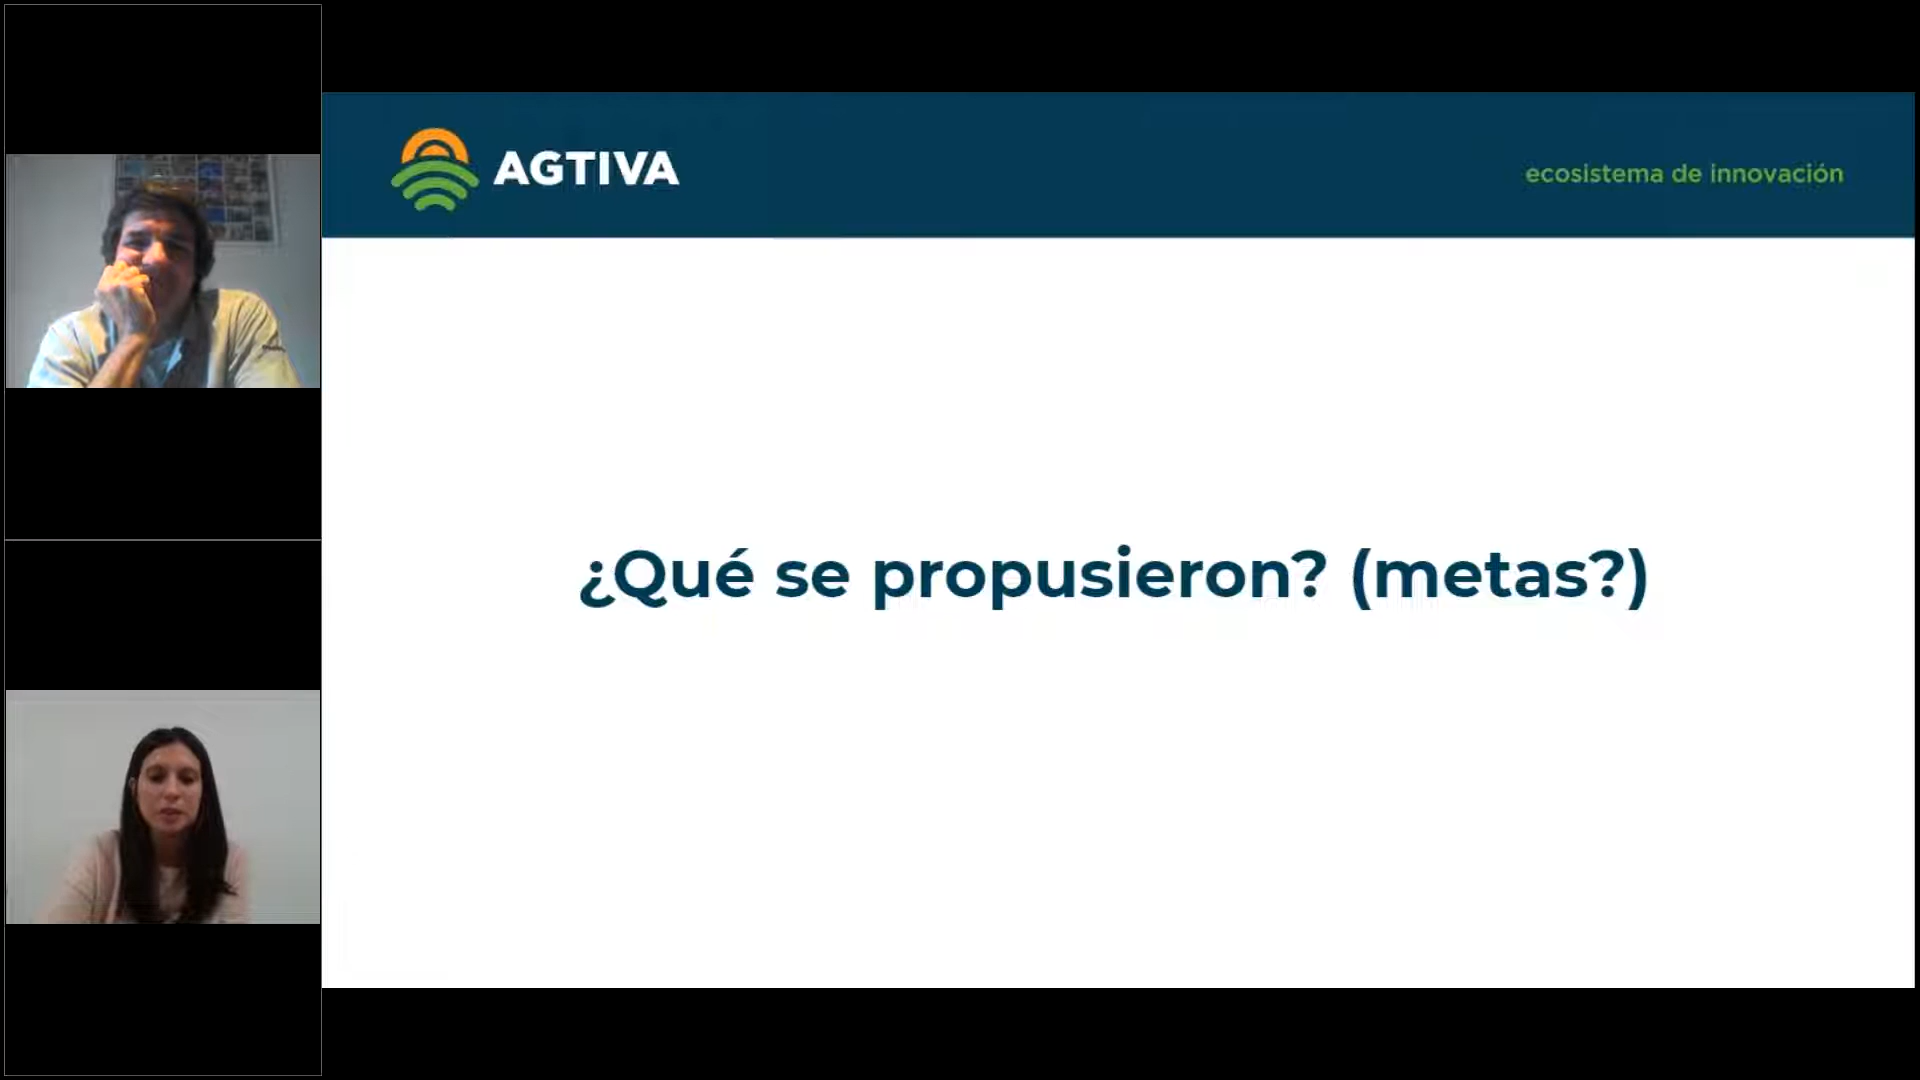 AGTIVA
ecosistema de innovación
¿Qué se propusieron? (metas?)